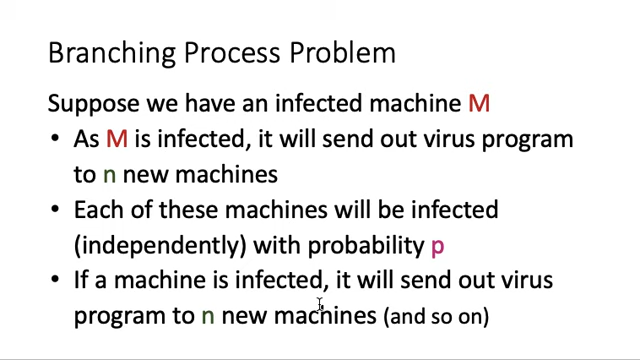 Branching Process Problem
Suppose we have an infected machine M
• As M is infected, it will send out virus program
to n new machines
• Each of these machines will be infected
(independently) with probability p
• If a machine is infected, it will send out virus
program to n new machines (and so on)